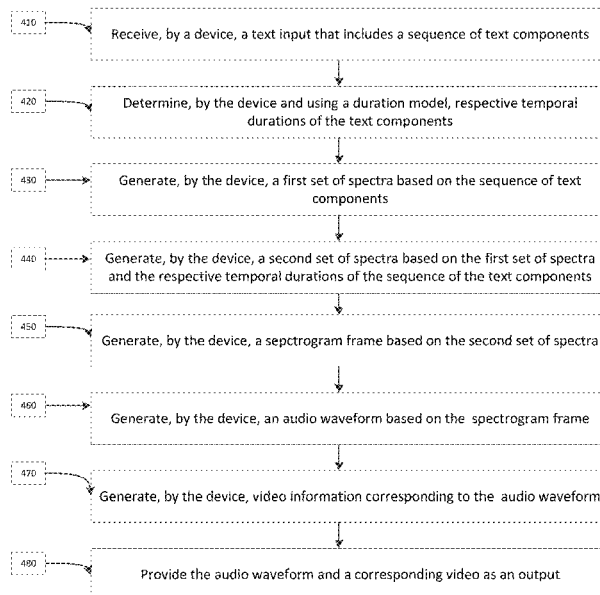 410
Receive, by a device, a text input that includes a sequence of text components
420
Determine, by the device and using a duration model, respective temporal
durations of the text components
430
Generate, by the device, a first set of spectra based on the sequence of text
components
440
Generate, by the device, a second set of spectra based on the first set of spectra
and the respective temporal durations of the sequence of the text components
450
Generate, by the device, a sepctrogram frame based on the second set of spectra
460
Generate, by the device, an audio waveform based on the spectrogram frame
470
Generate, by the device, video information corresponding to the audio waveform
480
Provide the audio waveform and a corresponding video as an output